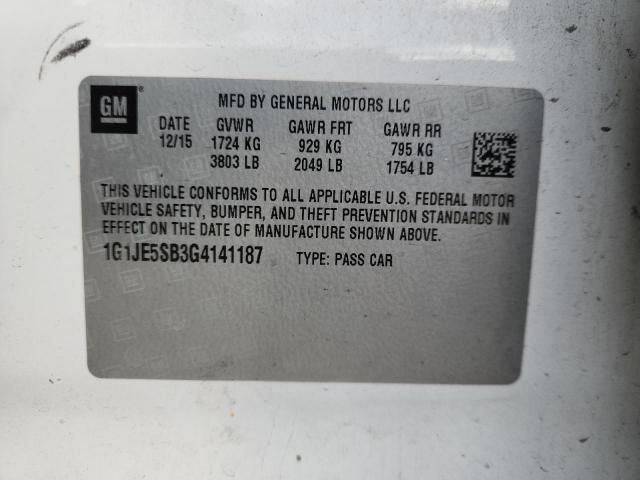 GM
MFD BY GENERAL MOTORS LLC
DATE GVWR GAWR FRT GAWR RR
12/15 1724 KG 929 KG 795 KG
3803 LB 2049 LB 1754 LB
THIS VEHICLE CONFORMS TO ALL APPLICABLE U.S. FEDERAL MOTOR
VEHICLE SAFETY, BUMPER, AND THEFT PREVENTION STANDARDS IN
EFFECT ON THE DATE OF MANUFACTURE SHOWN ABOVE.
1G1JE5SB3G4141187 TYPE: PASS CAR